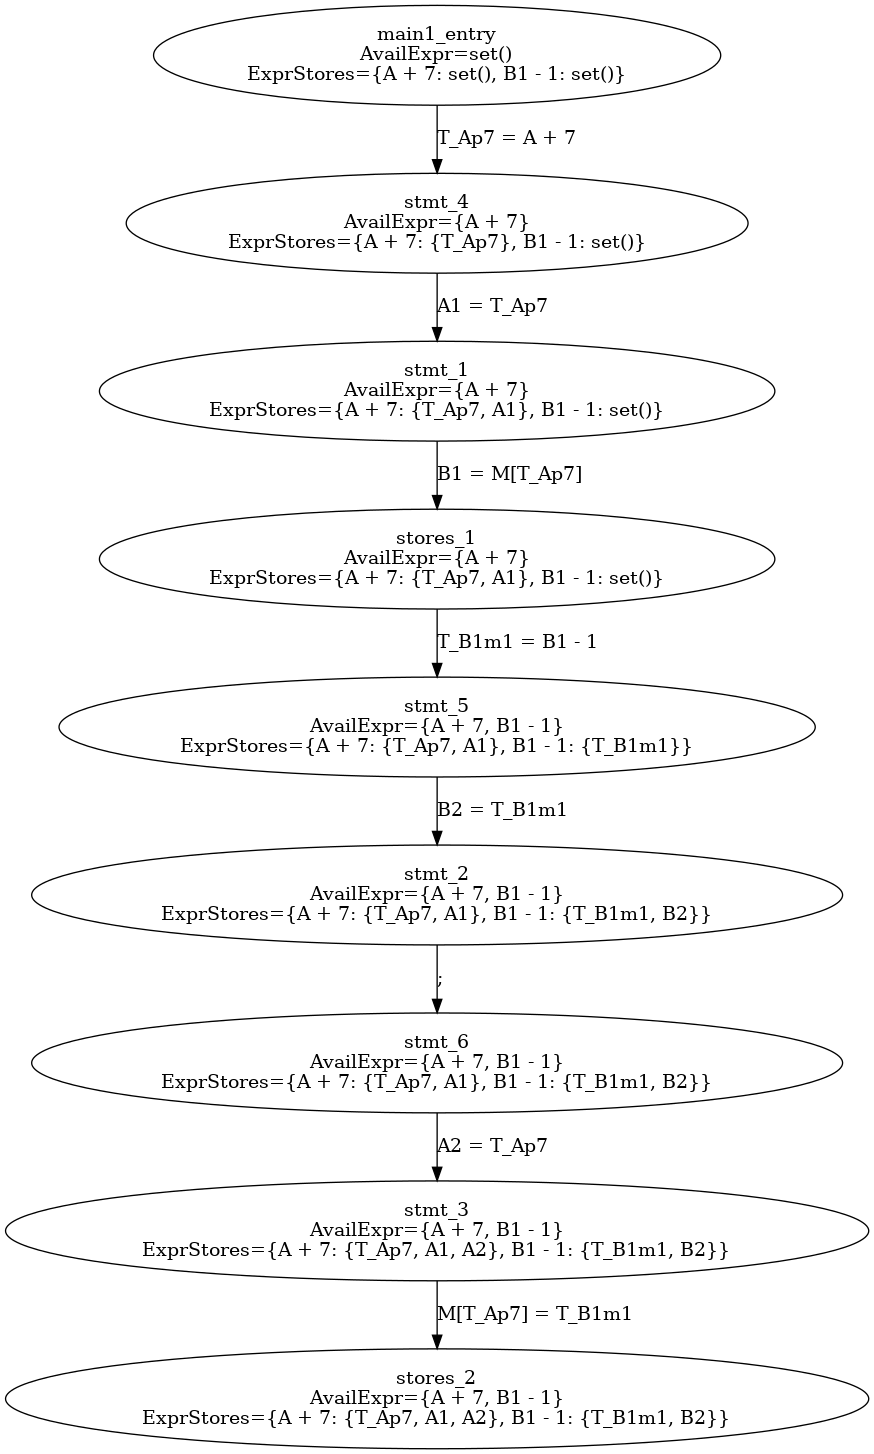 main1_entry
AvailExpr=set()
ExprStores={A + 7: set(), B1 - 1: set()}
T_Ap7 = A + 7
stmt_4
AvailExpr={A + 7}
ExprStores={A + 7: {T_Ap7}, B1 - 1: set()}
A1 = T_Ap7
stmt_1
AvailExpr={A + 7}
ExprStores={A + 7: {T_Ap7, A1}, B1 - 1: set()}
B1 = M[T_Ap7]
stores_1
AvailExpr={A + 7}
ExprStores={A + 7: {T_Ap7, A1}, B1 - 1: set()}
T_B1m1 = B1 - 1
stmt_5
AvailExpr={A + 7, B1 - 1}
ExprStores={A + 7: {T_Ap7, A1}, B1 - 1: {T_B1m1}}
B2 = T_B1m1
stmt_2
AvailExpr={A + 7, B1 - 1}
ExprStores={A + 7: {T_Ap7, A1}, B1 - 1: {T_B1m1, B2}}
;
stmt_6
AvailExpr={A + 7, B1 - 1}
ExprStores={A + 7: {T_Ap7, A1}, B1 - 1: {T_B1m1, B2}}
A2 = T_Ap7
stmt_3
AvailExpr={A + 7, B1 - 1}
ExprStores={A + 7: {T_Ap7, A1, A2}, B1 - 1: {T_B1m1, B2}}
M[T_Ap7] = T_B1m1
stores_2
AvailExpr={A + 7, B1 - 1}
ExprStores={A + 7: {T_Ap7, A1, A2}, B1 - 1: {T_B1m1, B2}}